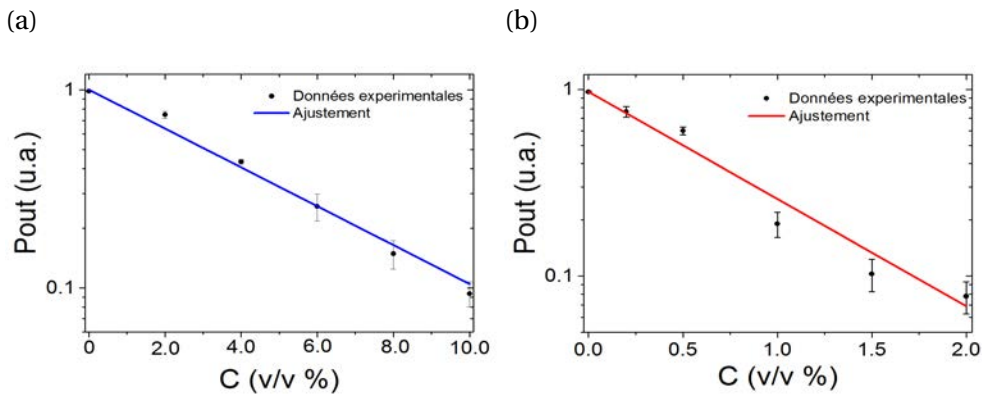 (a)
Pout (u.a.)
1
0.1
Données experimentales
Ajustement
0
2.0
4.0
6.0
8.0
10.0
C (v/v %)
(b)
Pout (u.a.)
1
0.1
Données experimentales
Ajustement
0.0
0.5
1.0
1.5
2.0
C (v/v %)